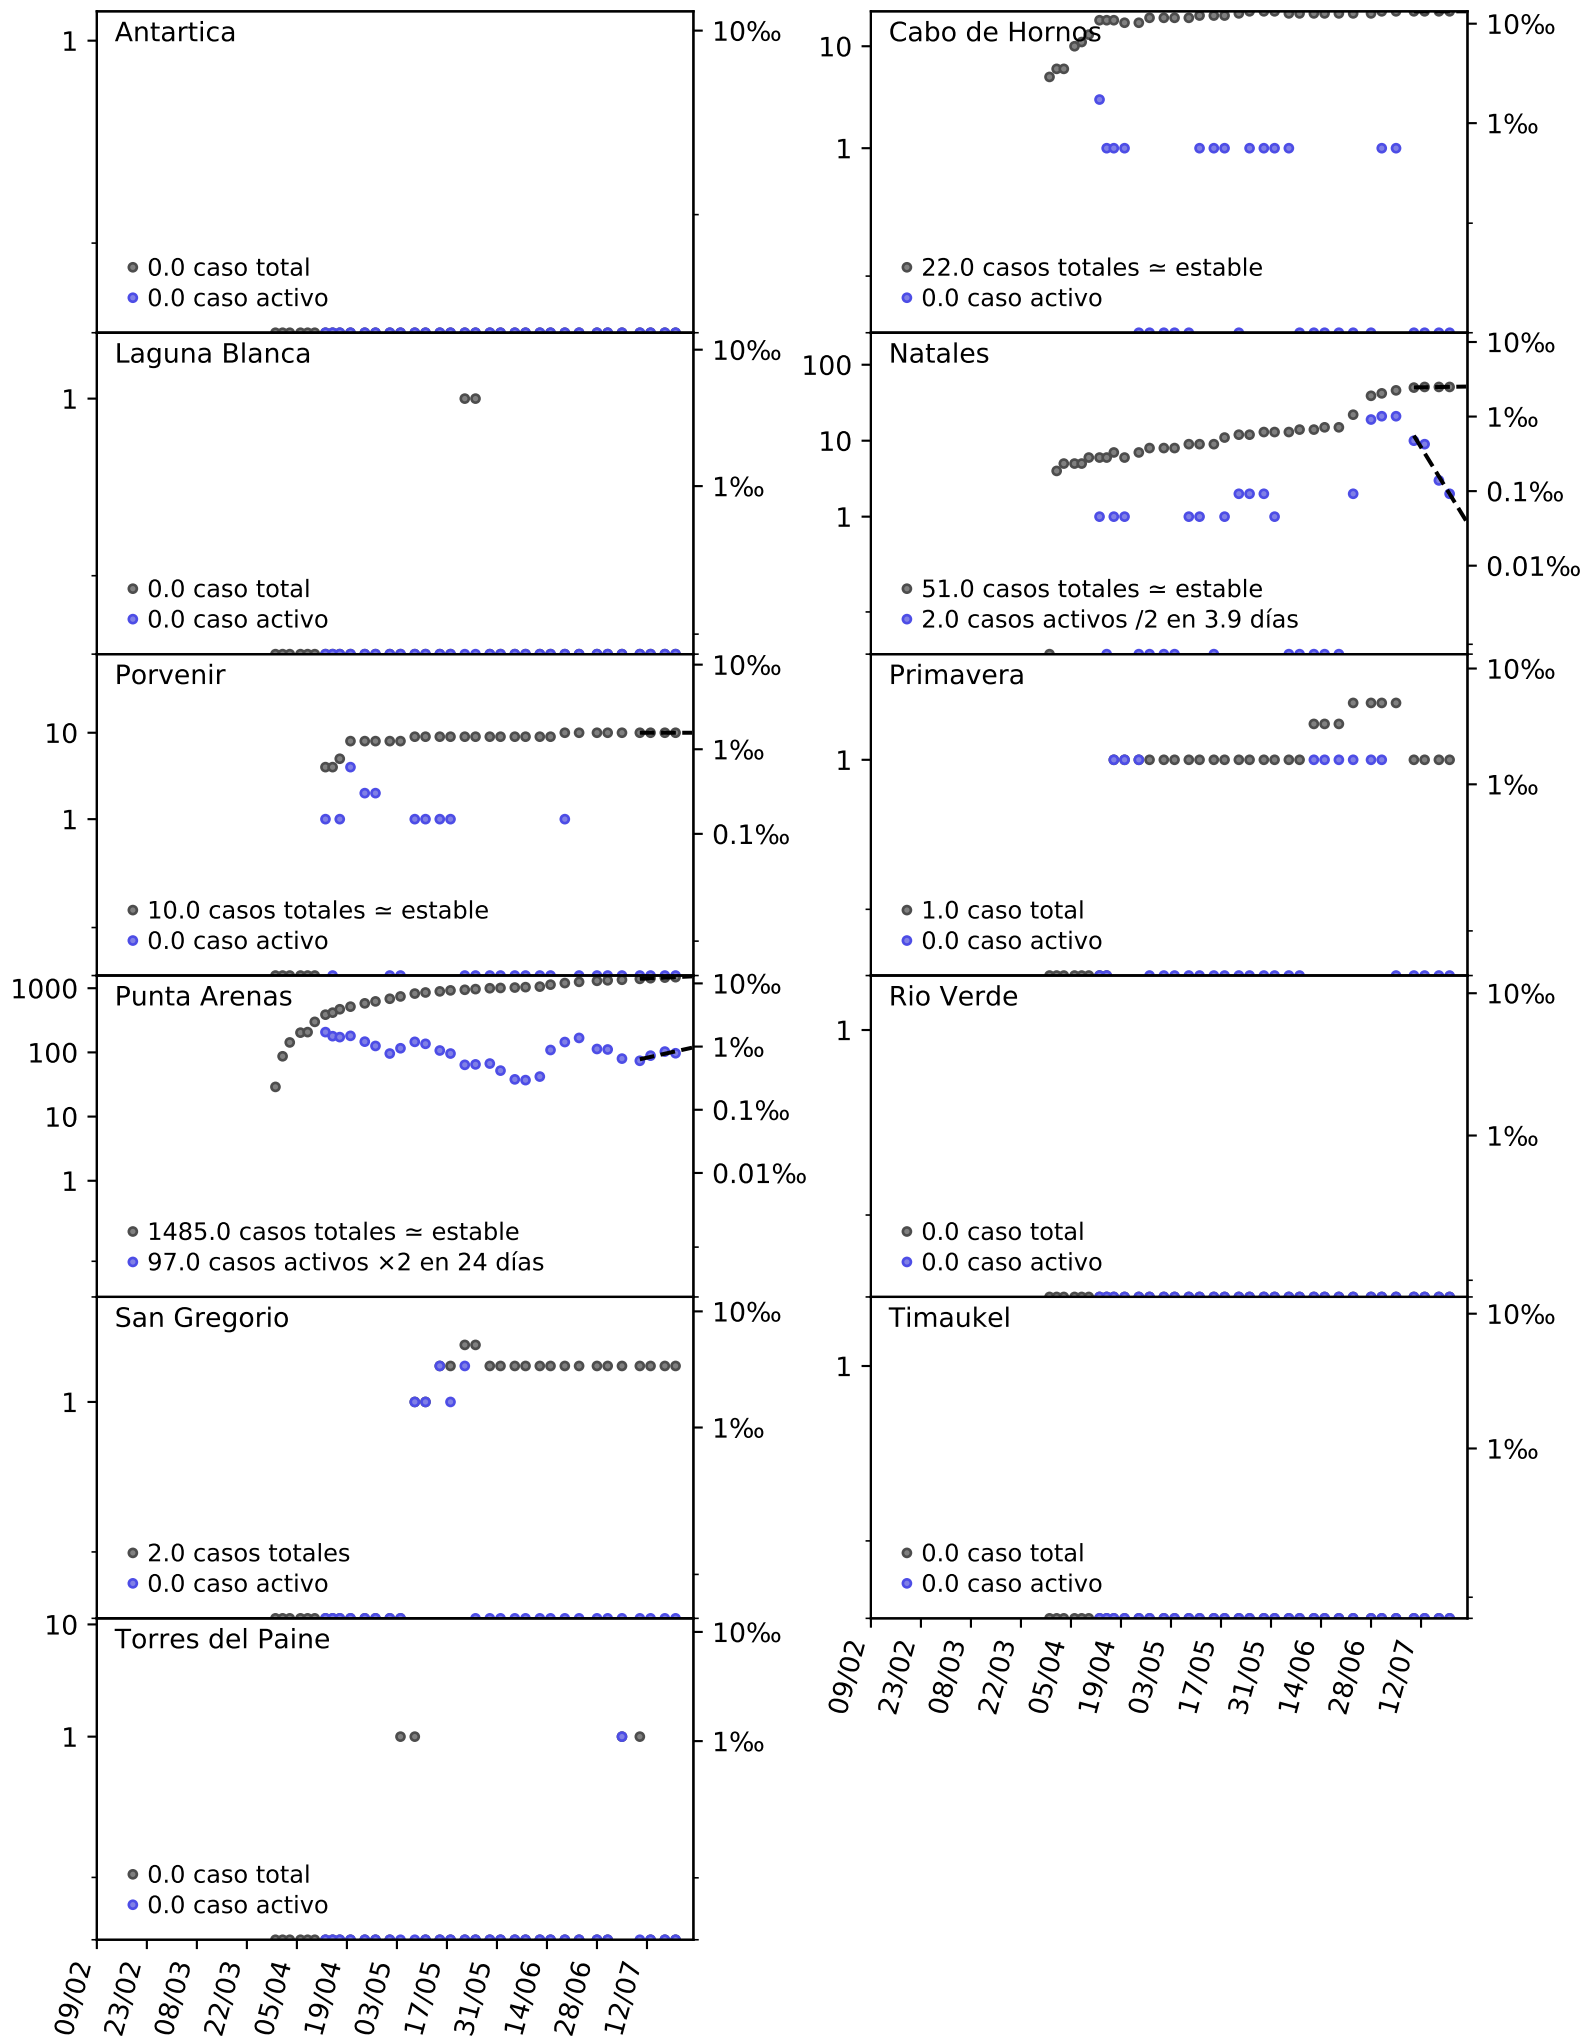 Antartica
1
10‰
0.0 caso total
0.0 caso activo
Cabo de Hornos
10
1
10‰
1‰
22.0 casos totales ≃ estable
0.0 caso activo
Laguna Blanca
1
10‰
1‰
0.0 caso total
0.0 caso activo
Natales
100
10
1
10‰
1‰
0.1‰
0.01‰
51.0 casos totales ≃ estable
2.0 casos activos /2 en 3.9 días
Porvenir
10
1
10‰
1‰
0.1‰
10.0 casos totales ≃ estable
0.0 caso activo
Primavera
1
10‰
1‰
1.0 caso total
0.0 caso activo
Punta Arenas
1000
100
10
1
10‰
1‰
0.1‰
0.01‰
1485.0 casos totales ≃ estable
97.0 casos activos ×2 en 24 días
Rio Verde
1
10‰
1‰
0.0 caso total
0.0 caso activo
San Gregorio
1
10‰
1‰
2.0 casos totales
0.0 caso activo
Timaukel
1
10‰
1‰
0.0 caso total
0.0 caso activo
09/02 23/02 08/03 22/03 05/04 19/04 03/05 17/05 31/05 14/06 28/06 12/07
Torres del Paine
10
1
10‰
1‰
0.0 caso total
0.0 caso activo
09/02 23/02 08/03 22/03 05/04 19/04 03/05 17/05 31/05 14/06 28/06 12/07